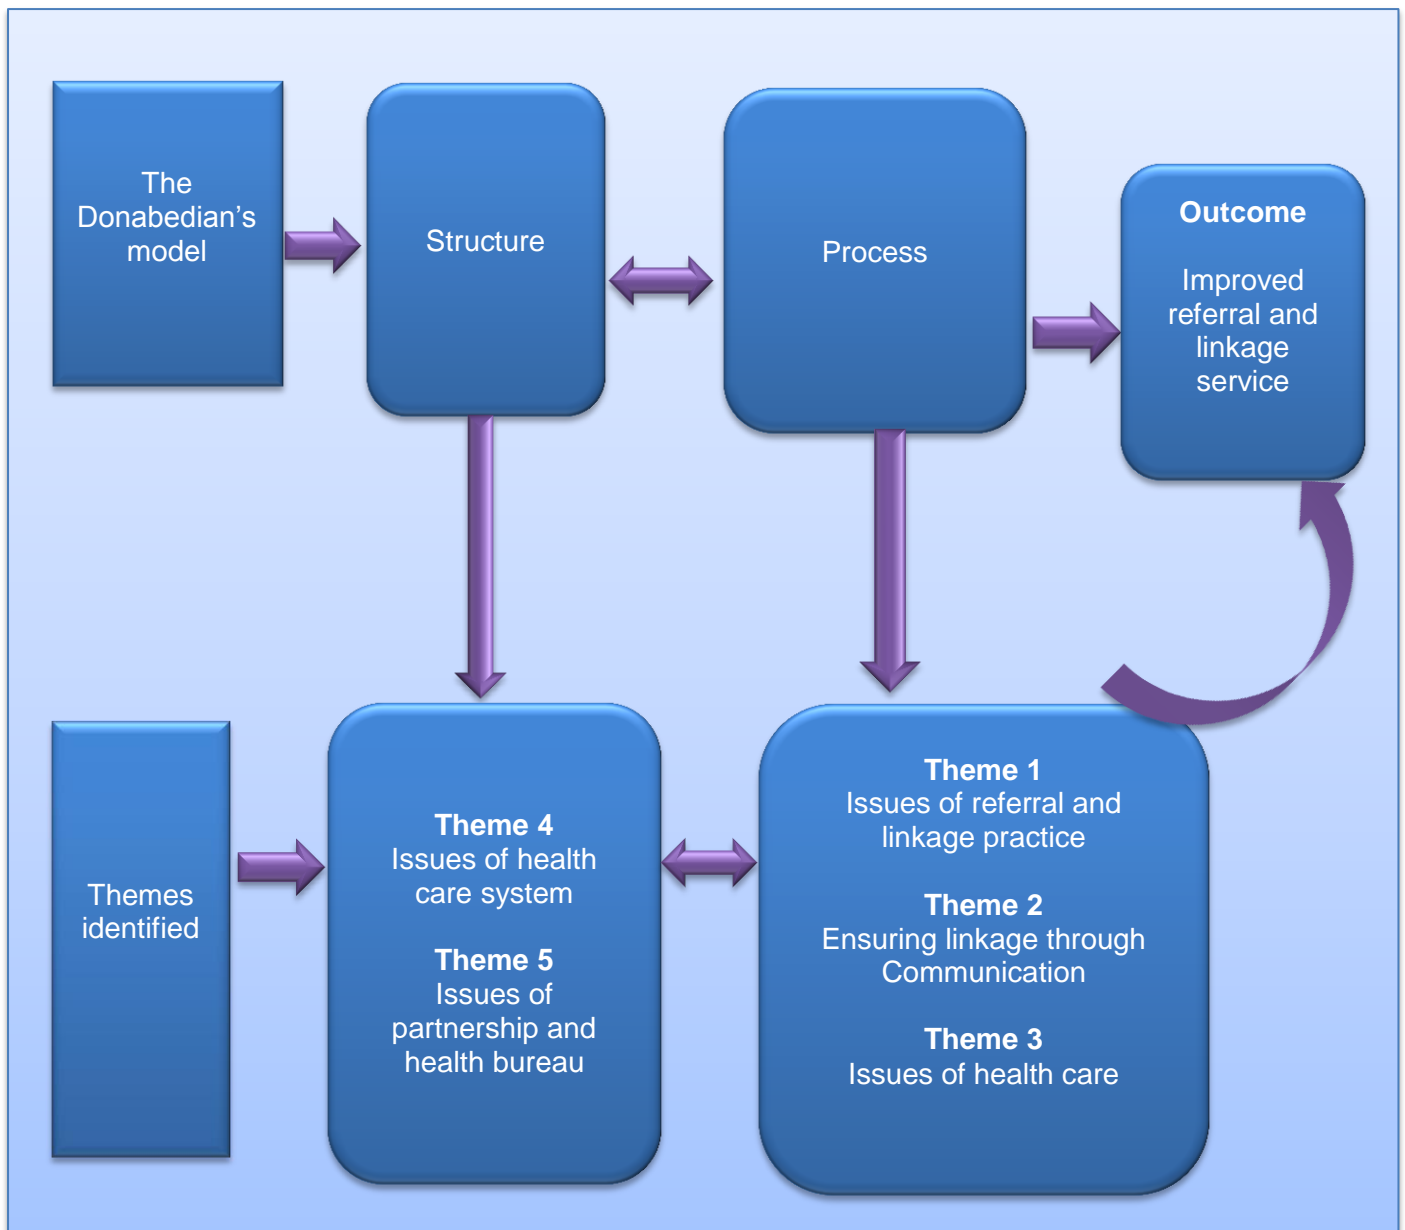 The
Donabedian’s
model
Structure
Process
Outcome
Improved
referral and
linkage
service
Themes
identified
Theme 4
Issues of health
care system
Theme 5
Issues of
partnership and
health bureau
Theme 1
Issues of referral and
linkage practice
Theme 2
Ensuring linkage through
Communication
Theme 3
Issues of health care